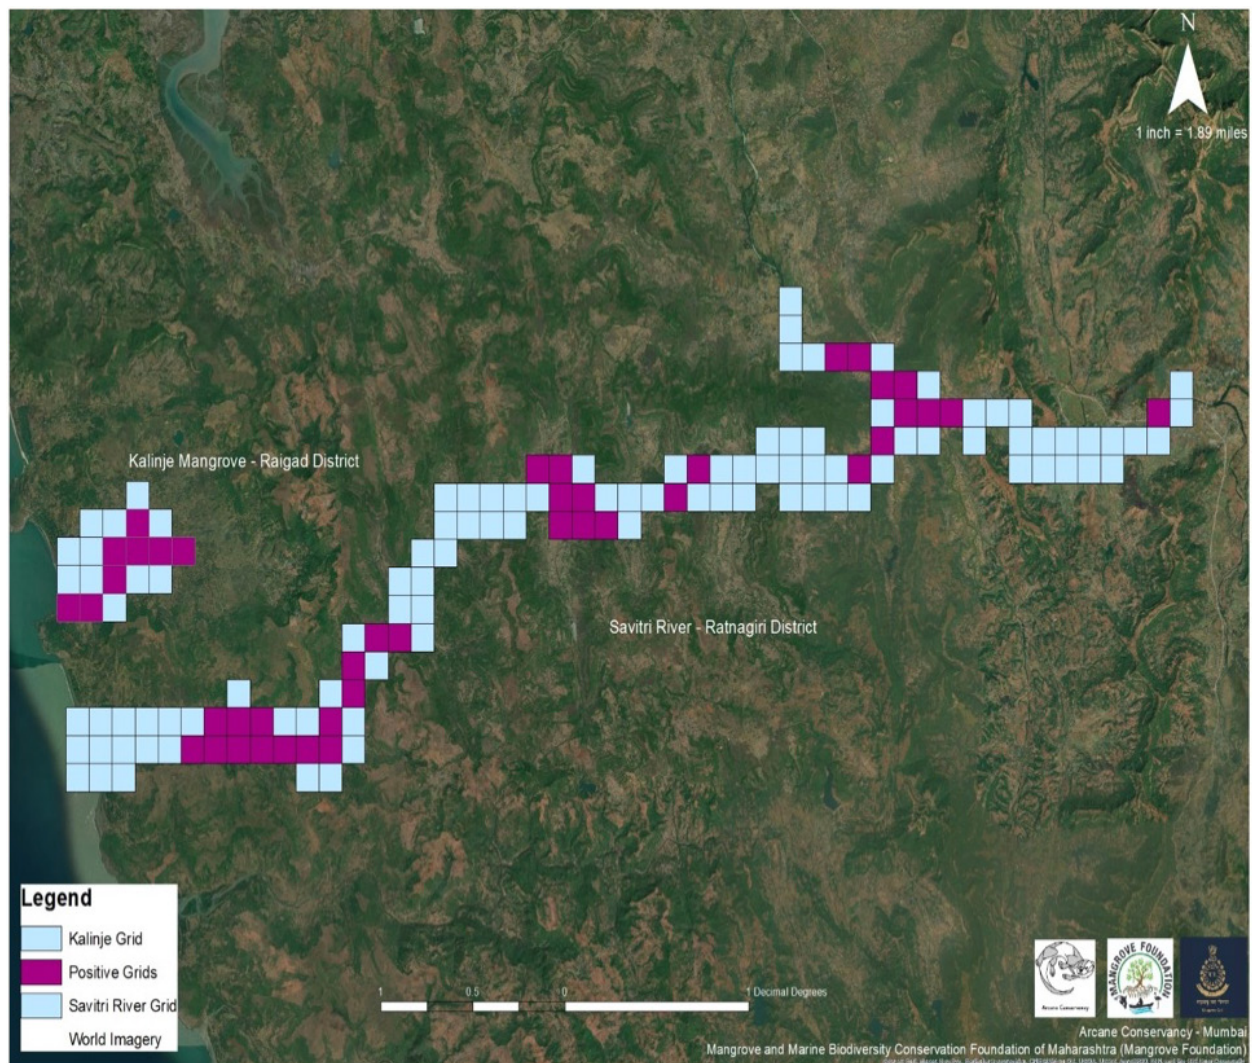 N
1 inch = 1.89 miles
Kalinje Mangrove - Raigad District
Savitri River - Ratnagiri District
Legend
Kalinje Grid
Positive Grids
Savitri River Grid
World Imagery
1 0.5 0 1 Decimal Degrees
Arcane Conservancy
MANGROVE FOUNDATION
Arcane Conservancy - Mumbai
Mangrove and Marine Biodiversity Conservation Foundation of Maharashtra (Mangrove Foundation)